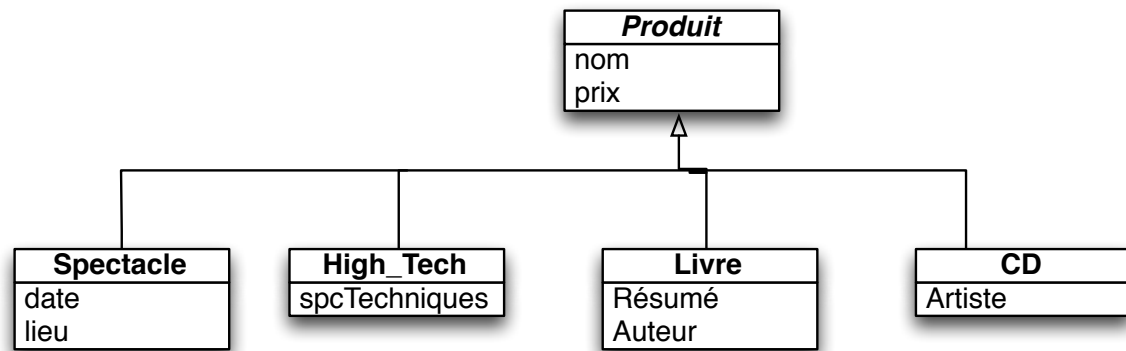 Produit
nom
prix
Spectacle
date
lieu
High_Tech
spcTechniques
Livre
Résumé
Auteur
CD
Artiste